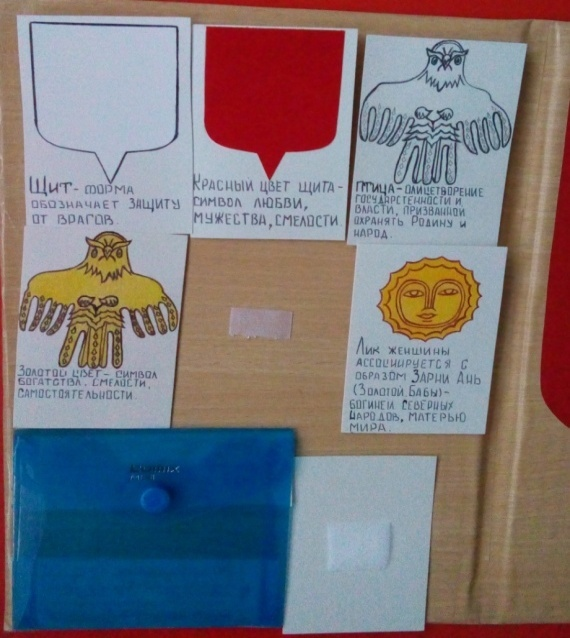 Щит - форма
обозначает защиту
от врагов.
Красный цвет щита -
символ любви,
мужества, смелости.
Птица - олицетворение
государстенности и
власти, призванной
охранять Родину и
народ.
Золотой цвет - символ
богатства, смелости,
самостоятельности.
Лик женщины
ассоциируется с
образом Зарни Ань
(Золотой Бабы) -
богиней северных
народов, матерью
мира.